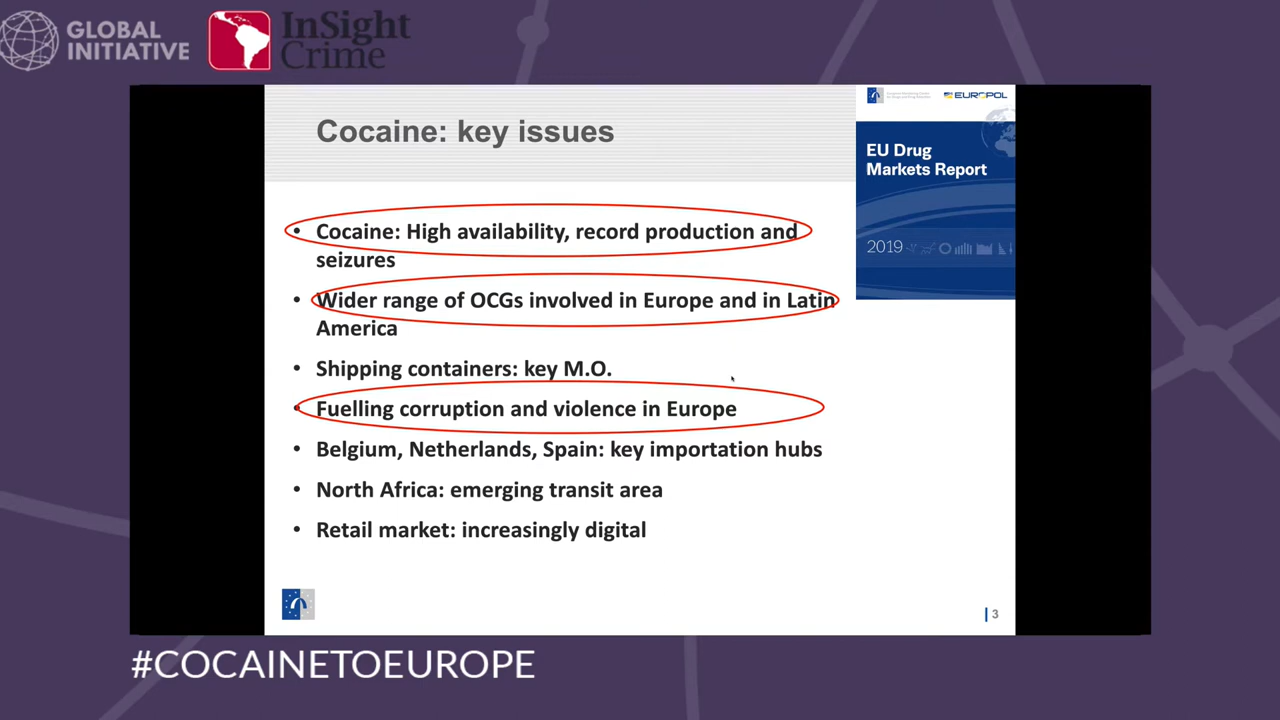 GLOBAL
INITIATIVE
InSight
Crime
Cocaine: key issues
EUROPOL
EU Drug
Markets Report
2019
• Cocaine: High availability, record production and
seizures
• Wider range of OCGs involved in Europe and in Latin
America
• Shipping containers: key M.O.
• Fuelling corruption and violence in Europe
• Belgium, Netherlands, Spain: key importation hubs
• North Africa: emerging transit area
• Retail market: increasingly digital
3
#COCAINETOEUROPE